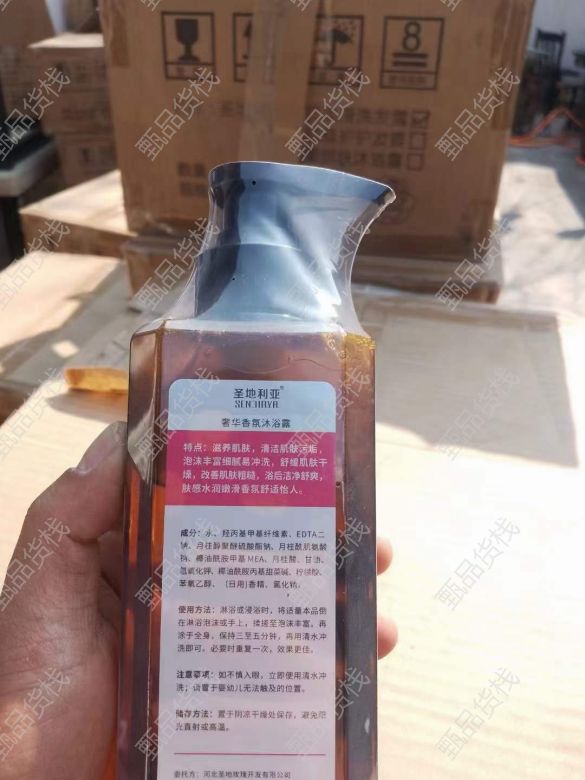 8
圣地利亚®
SENTIHAYA
奢华香氛沐浴露
特点：滋养肌肤，清洁肌肤污垢，
泡沫丰富细腻易冲洗，舒缓肌肤干
燥，改善肌肤粗糙，浴后洁净舒爽，
肤感水润嫩滑香氛舒适怡人。
成分：水、羟丙基甲基纤维素、EDTA二
钠、月桂醇聚醚硫酸酯钠、月桂酰肌氨酸
钠、椰油酰胺甲基MEA、月桂酸、甘油、
氢氧化钾、椰油酰胺丙基甜菜碱、柠檬酸、
苯氧乙醇、（日用）香精、氯化钠。
使用方法：淋浴或浸浴时，将适量本品倒
在淋浴泡沫或手上，揉搓至泡沫丰富。再
涂于全身，保持三至五分钟，再用清水冲
洗即可。必要时重复一次，效果更佳。
注意事项：如不慎入眼，立即使用清水冲
洗；请置于婴幼儿无法触及的位置。
储存方法：置于阴凉干燥处保存，避免阳
光直射或高温。
委托方：河北圣地玫瑰开发有限公司
甄品货栈